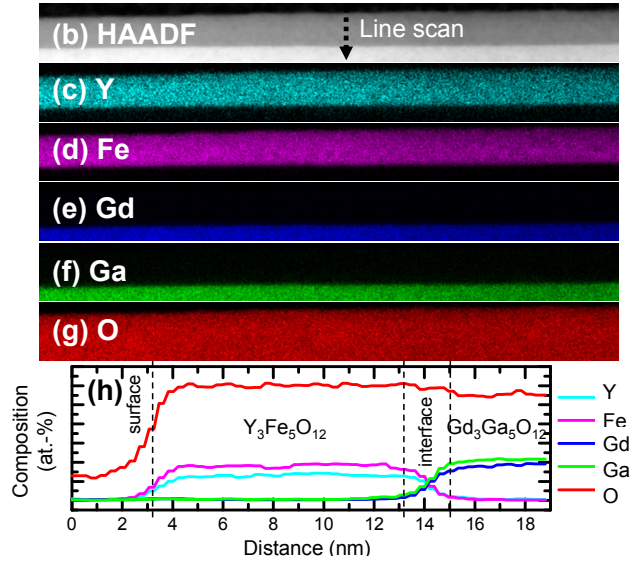 (b) HAADF
Line scan
(c) Y
(d) Fe
(e) Gd
(f) Ga
(g) O
(h)
Composition
(at.-%)
surface
Y₃Fe₅O₁₂
interface
Gd₃Ga₅O₁₂
Y
Fe
Gd
Ga
O
0 2 4 6 8 10 12 14 16 18
Distance (nm)